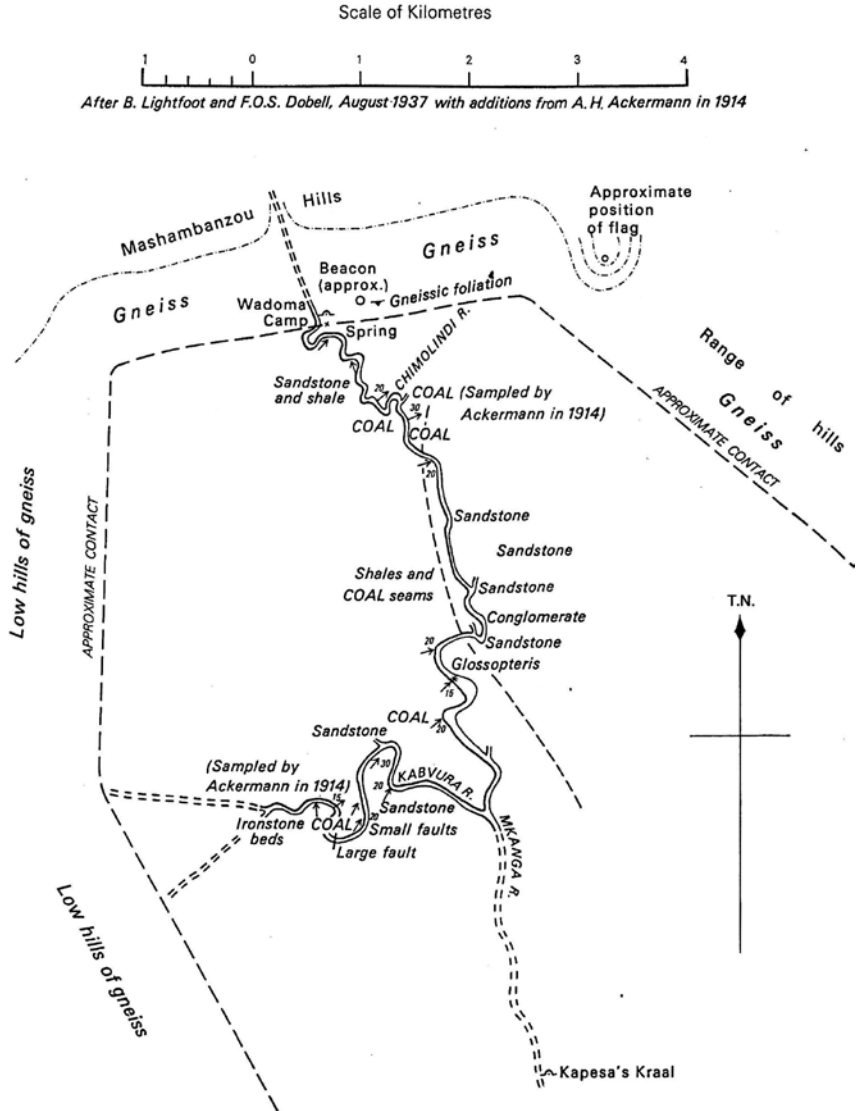 Scale of Kilometres
1 0 1 2 3 4
After B. Lightfoot and F.O.S. Dobell, August 1937 with additions from A.H. Ackermann in 1914
Approximate
position
of flag
Mashambanzou Hills
Gneiss
Beacon
(approx.)
Gneissic foliation
Gneiss
Wadoma
Camp
Spring
CHIMOLINDI R.
Range of hills
Gneiss
APPROXIMATE CONTACT
Sandstone
and shale
20
COAL (Sampled by
Ackermann in 1914)
30
COAL
COAL
20
Low hills of gneiss
APPROXIMATE CONTACT
Sandstone
Sandstone
Shales and
COAL seams
Sandstone
Conglomerate
Sandstone
T.N.
20
Glossopteris
15
COAL
20
Sandstone
(Sampled by
Ackermann in 1914)
30
KABVURA R.
15
20
Sandstone
Ironstone
beds
COAL
20
Small faults
Large fault
MKANGA R.
Low hills of gneiss
Kapesa's Kraal